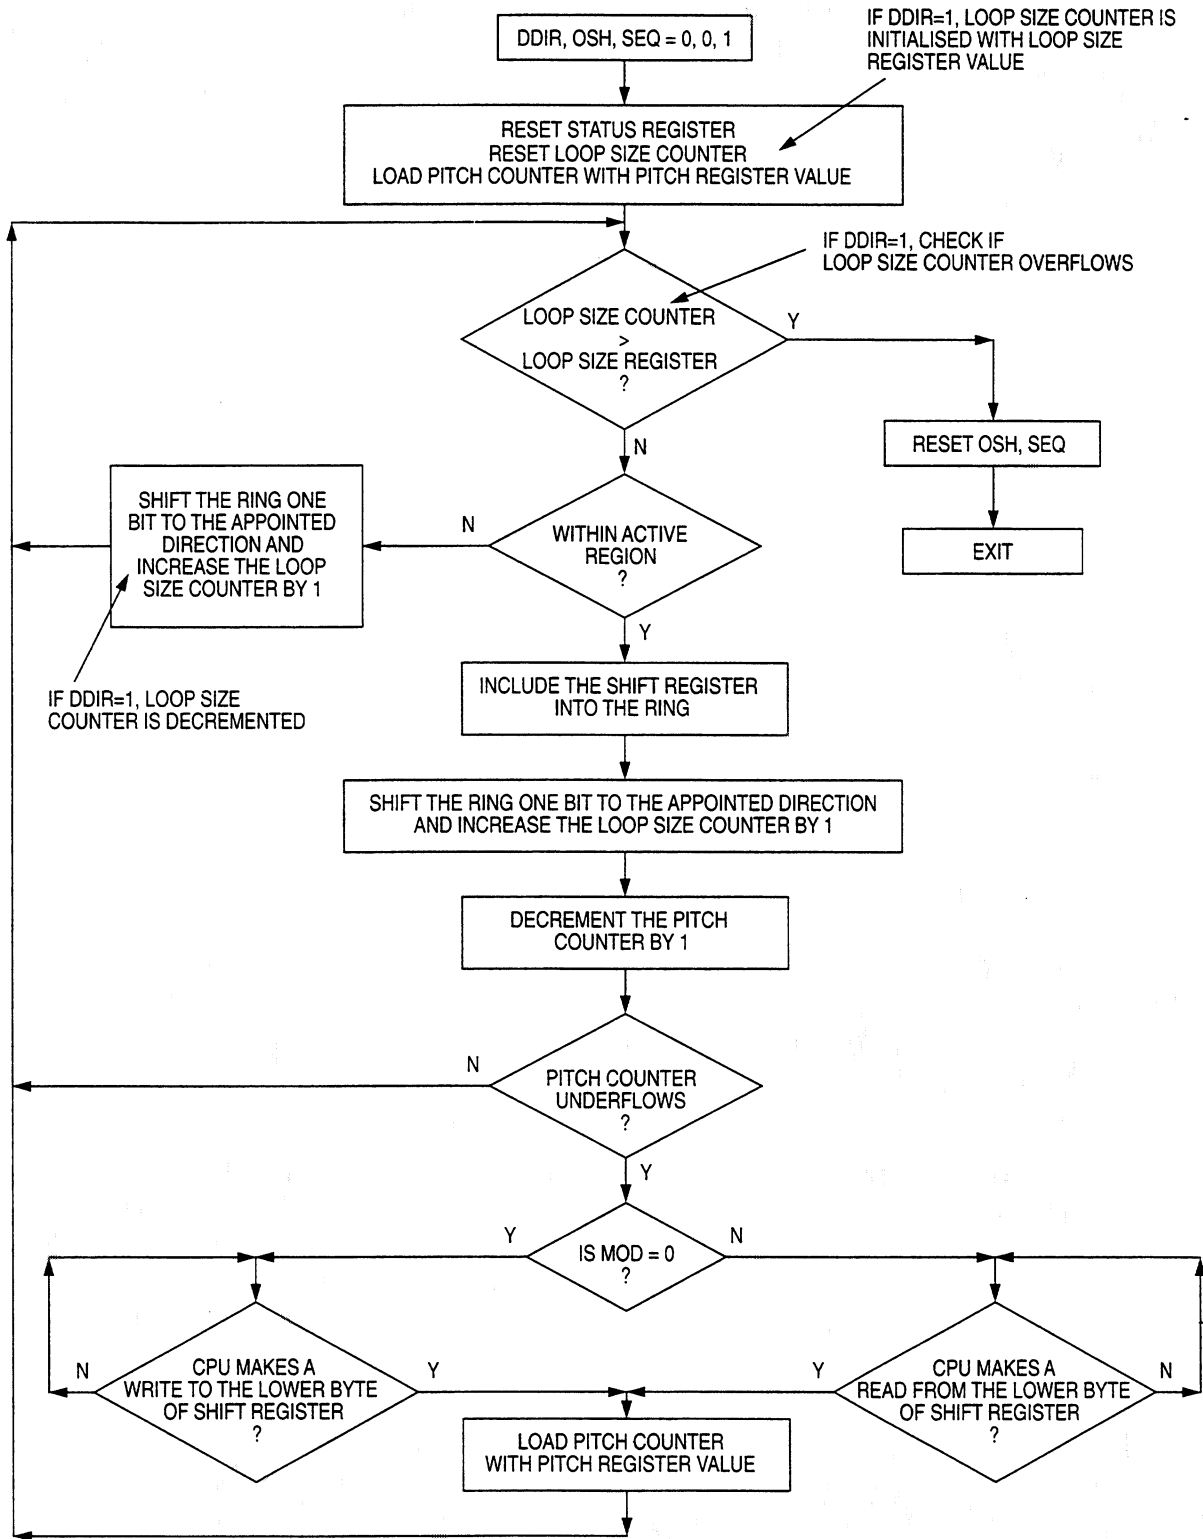 DDIR, OSH, SEQ = 0, 0, 1
IF DDIR=1, LOOP SIZE COUNTER IS
INITIALISED WITH LOOP SIZE
REGISTER VALUE
RESET STATUS REGISTER
RESET LOOP SIZE COUNTER
LOAD PITCH COUNTER WITH PITCH REGISTER VALUE
IF DDIR=1, CHECK IF
LOOP SIZE COUNTER OVERFLOWS
LOOP SIZE COUNTER
>
LOOP SIZE REGISTER
?
Y
N
RESET OSH, SEQ
EXIT
WITHIN ACTIVE
REGION
?
N
Y
SHIFT THE RING ONE
BIT TO THE APPOINTED
DIRECTION AND
INCREASE THE LOOP
SIZE COUNTER BY 1
IF DDIR=1, LOOP SIZE
COUNTER IS DECREMENTED
INCLUDE THE SHIFT REGISTER
INTO THE RING
SHIFT THE RING ONE BIT TO THE APPOINTED DIRECTION
AND INCREASE THE LOOP SIZE COUNTER BY 1
DECREMENT THE PITCH
COUNTER BY 1
N
PITCH COUNTER
UNDERFLOWS
?
Y
Y
IS MOD = 0
?
N
N
CPU MAKES A
WRITE TO THE LOWER BYTE
OF SHIFT REGISTER
?
Y
Y
CPU MAKES A
READ FROM THE LOWER BYTE
OF SHIFT REGISTER
?
N
LOAD PITCH COUNTER
WITH PITCH REGISTER VALUE